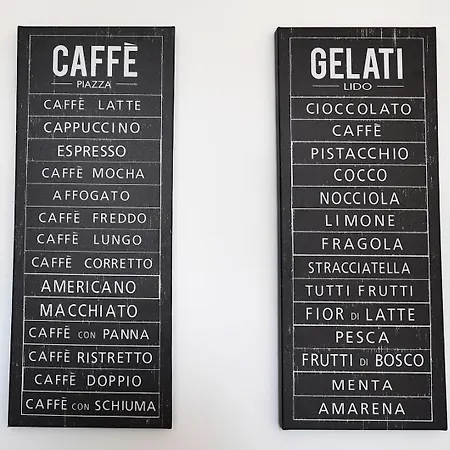 CAFFÈ
PIAZZA
CAFFÈ LATTE
CAPPUCCINO
ESPRESSO
CAFFÈ MOCHA
AFFOGATO
CAFFÈ FREDDO
CAFFÈ LUNGO
CAFFÈ CORRETTO
AMERICANO
MACCHIATO
CAFFÈ CON PANNA
CAFFÈ RISTRETTO
CAFFÈ DOPPIO
CAFFÈ CON SCHIUMA
GELATI
LIDO
CIOCCOLATO
CAFFÈ
PISTACCHIO
COCCO
NOCCIOLA
LIMONE
FRAGOLA
STRACCIATELLA
TUTTI FRUTTI
FIOR DI LATTE
PESCA
FRUTTI DI BOSCO
MENTA
AMARENA